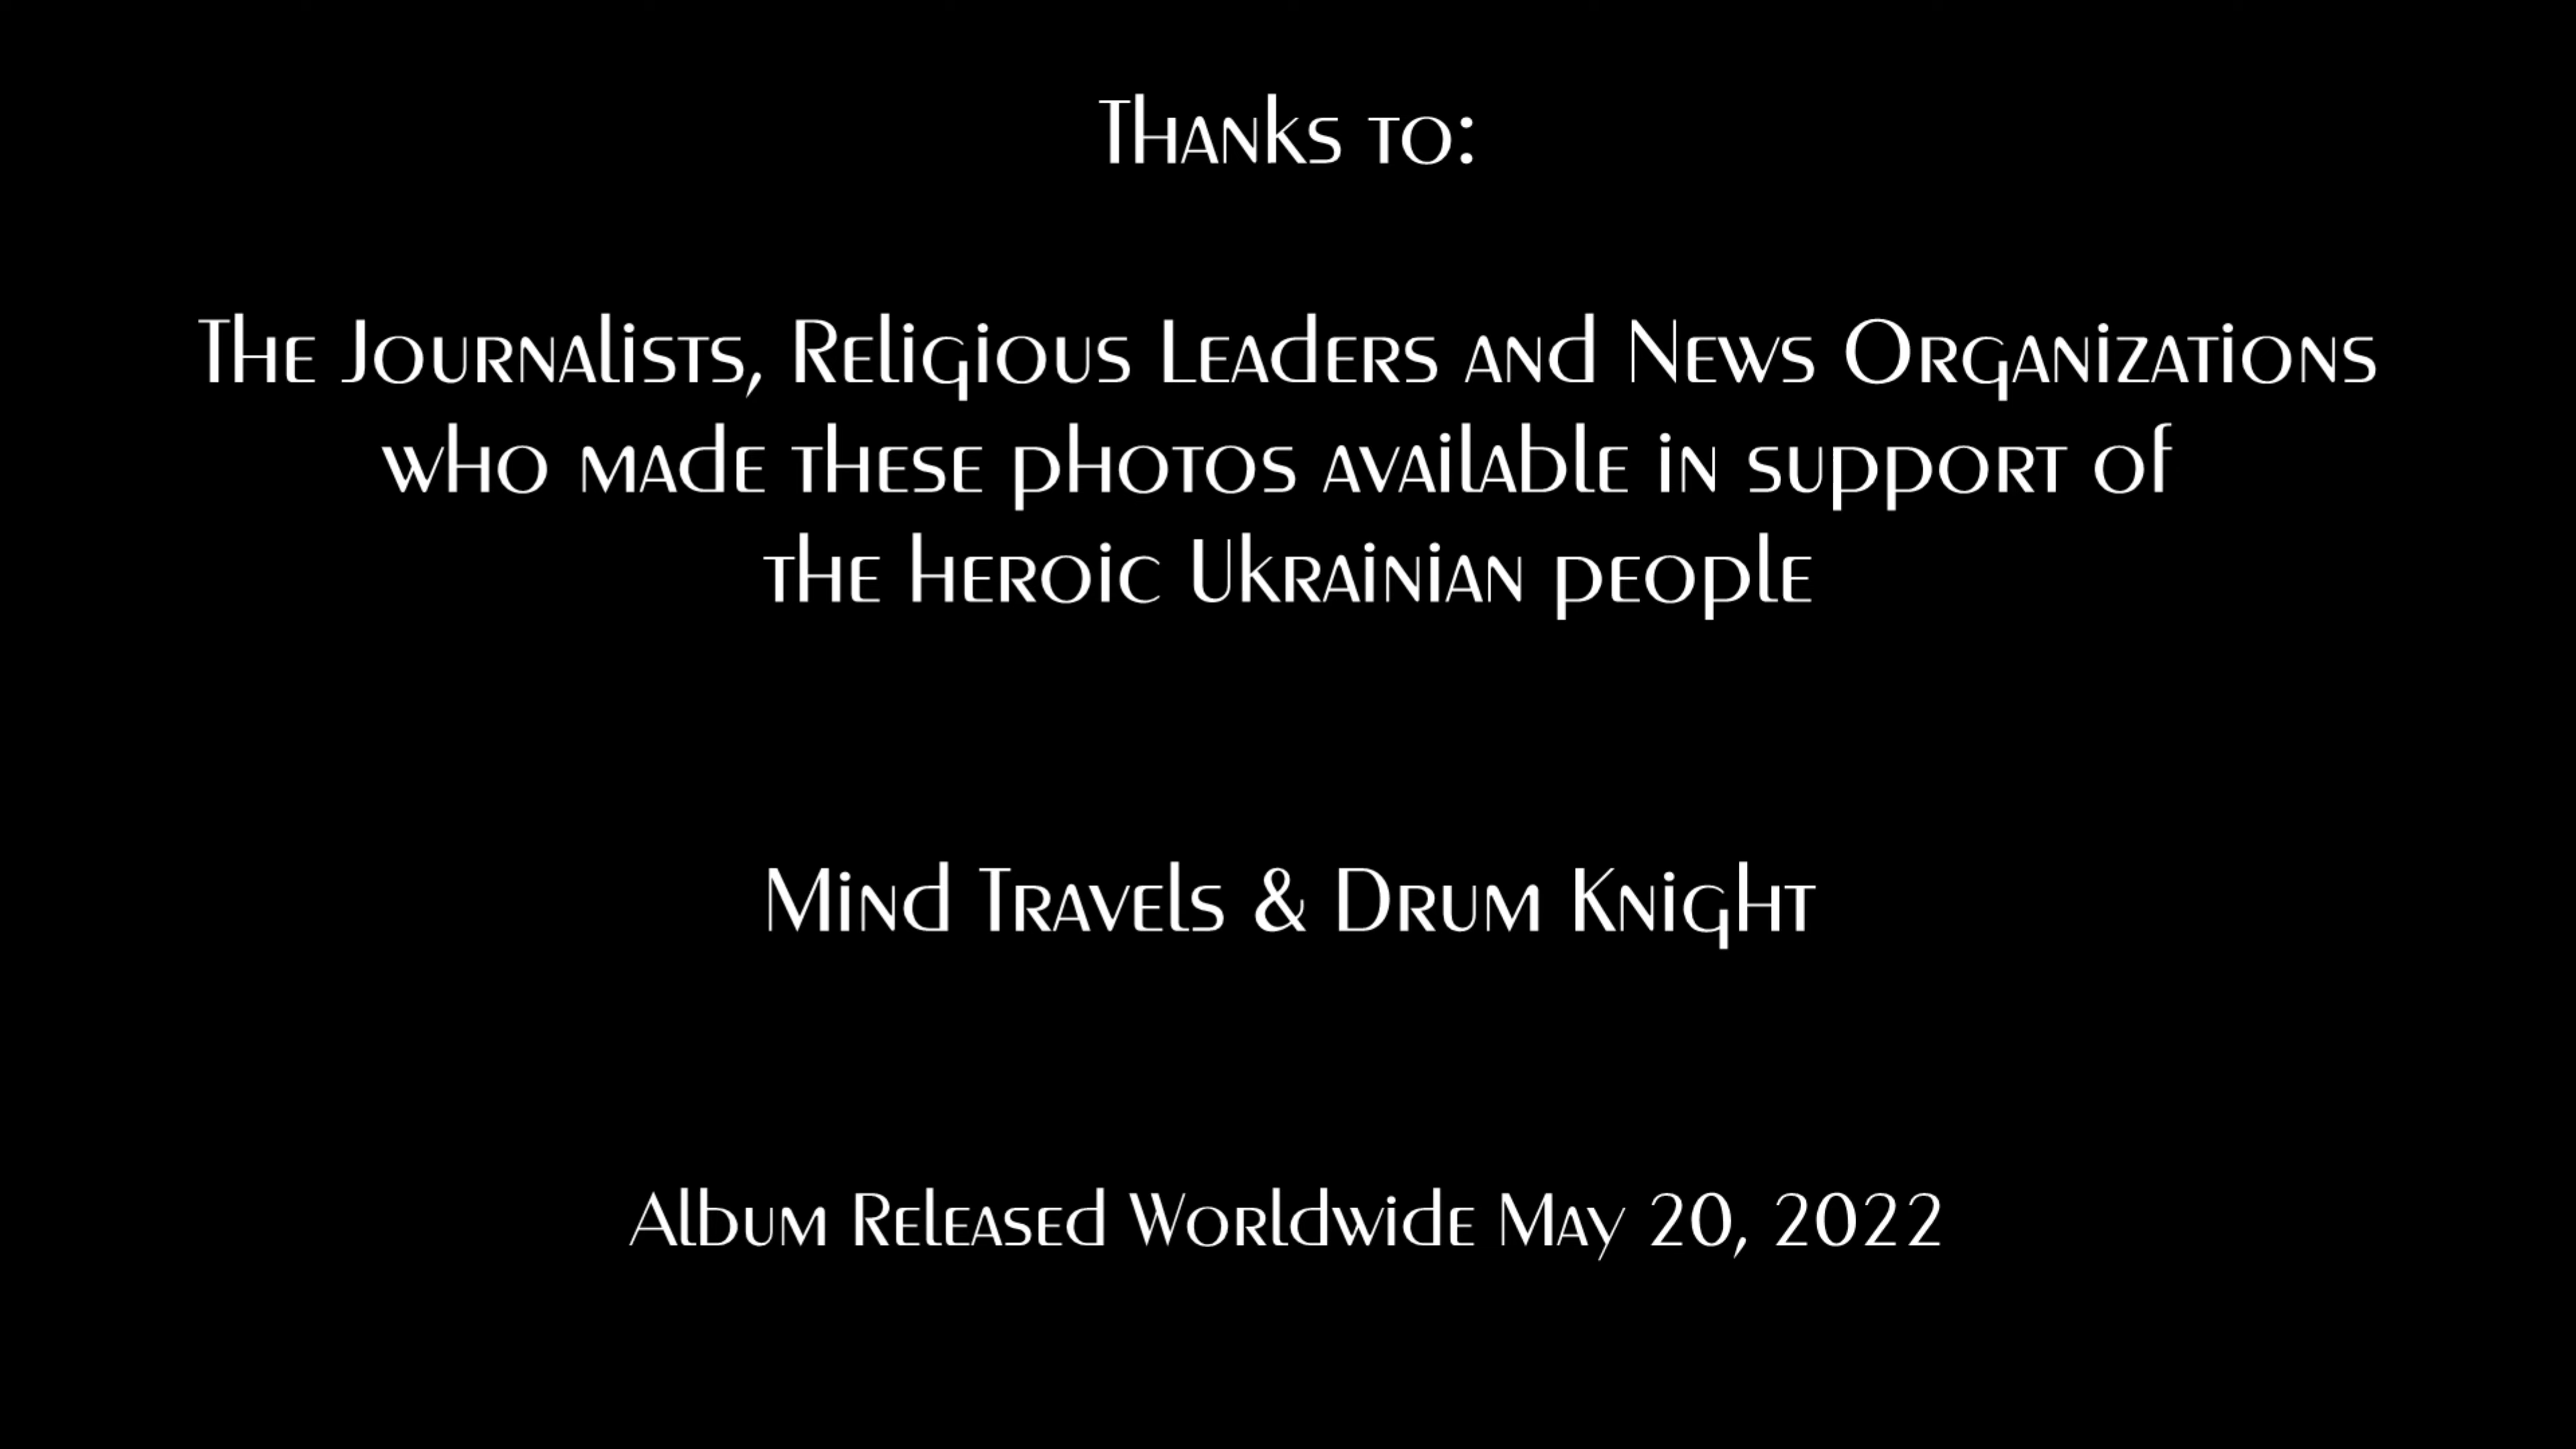 Thanks to:
The Journalists, Religious Leaders and News Organizations
who made these photos available in support of
the heroic Ukrainian people
Mind Travels & Drum Knight
Album Released Worldwide May 20, 2022